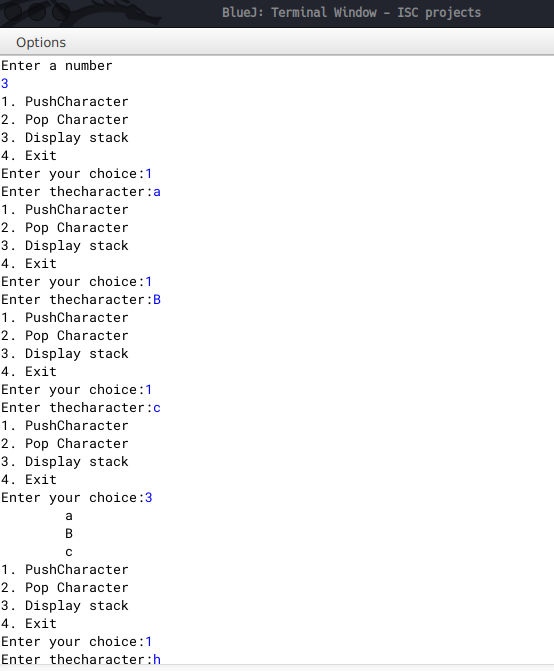 BlueJ: Terminal Window - ISC projects
Options
Enter a number
3
1. PushCharacter
2. Pop Character
3. Display stack
4. Exit
Enter your choice:1
Enter thecharacter:a
1. PushCharacter
2. Pop Character
3. Display stack
4. Exit
Enter your choice:1
Enter thecharacter:B
1. PushCharacter
2. Pop Character
3. Display stack
4. Exit
Enter your choice:1
Enter thecharacter:c
1. PushCharacter
2. Pop Character
3. Display stack
4. Exit
Enter your choice:3
a
B
c
1. PushCharacter
2. Pop Character
3. Display stack
4. Exit
Enter your choice:1
Enter thecharacter:h